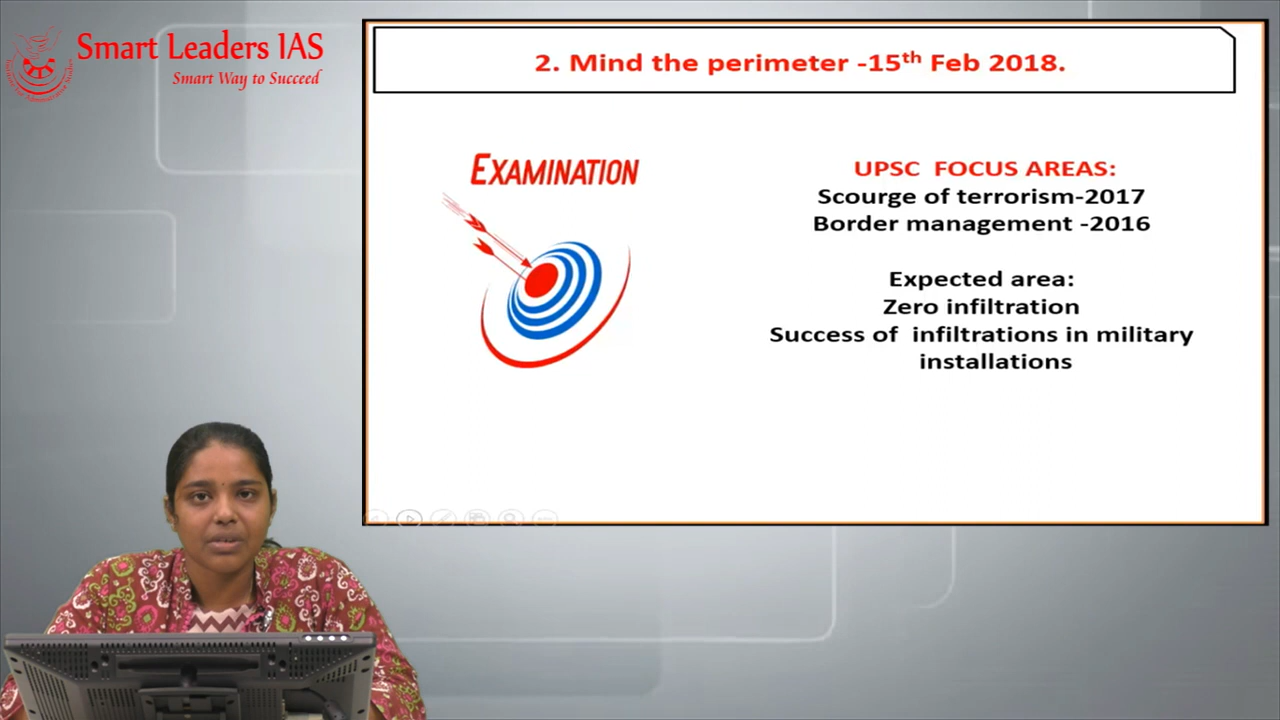 Smart Leaders IAS
Smart Way to Succeed
2. Mind the perimeter -15th Feb 2018.
EXAMINATION
UPSC FOCUS AREAS:
Scourge of terrorism-2017
Border management -2016
Expected area:
Zero infiltration
Success of infiltrations in military
installations